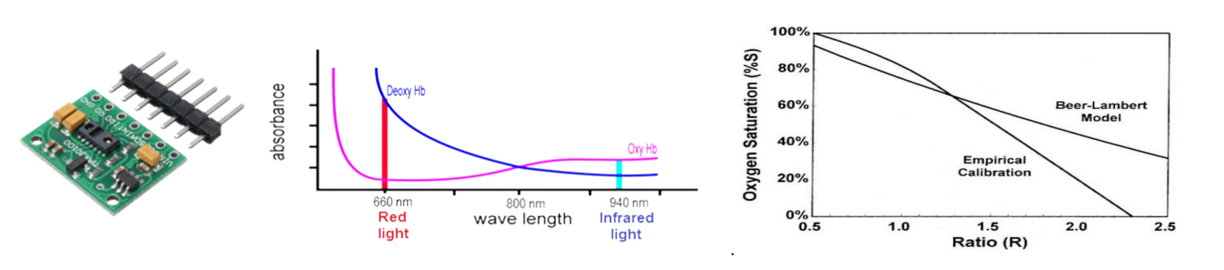 absorbance
Deoxy Hb
Oxy Hb
660 nm
800 nm
940 nm
Red
light
wave length
Infrared
light
Oxygen Saturation (%S)
100%
80%
60%
40%
20%
0%
Beer-Lambert
Model
Empirical
Calibration
0.5
1.0
1.5
2.0
2.5
Ratio (R)